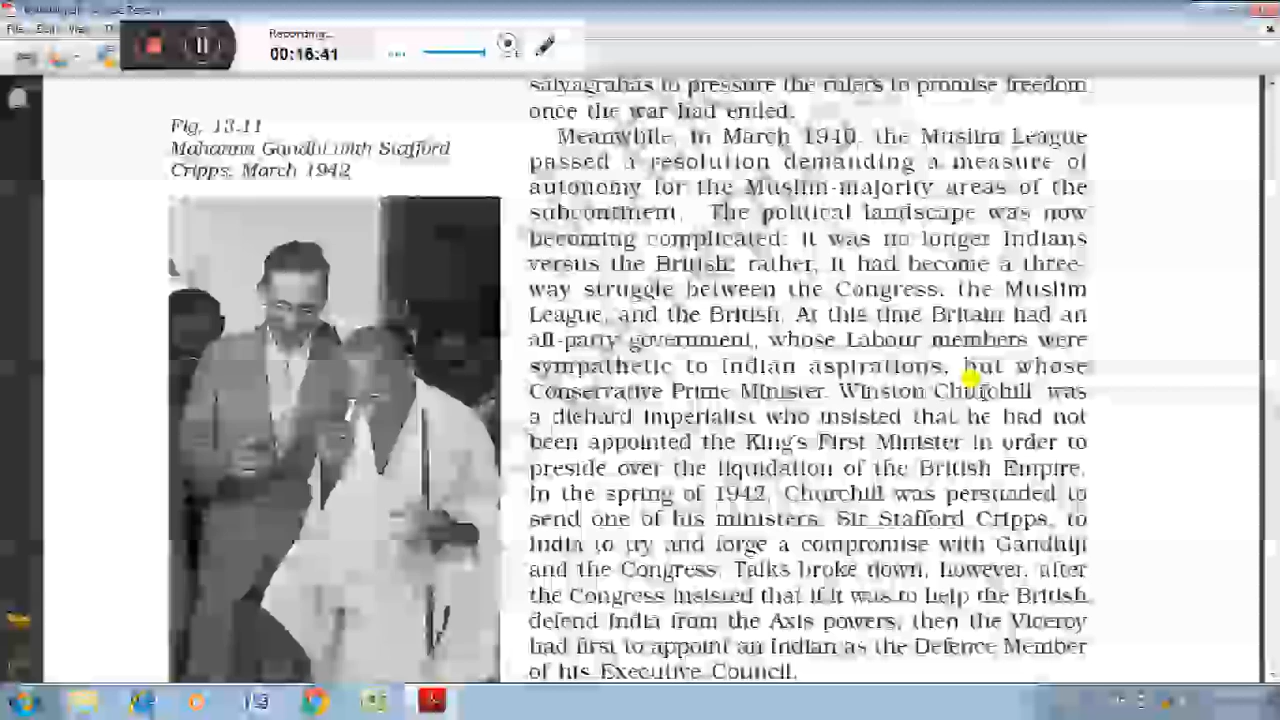 Recording...
00:16:41
File Edit View
Fig. 13.11
Mahatma Gandhi with Stafford
Cripps, March 1942
satyagrahas to pressure the rulers to promise freedom
once the war had ended.
Meanwhile, in March 1940, the Muslim League
passed a resolution demanding a measure of
autonomy for the Muslim-majority areas of the
subcontinent. The political landscape was now
becoming complicated: it was no longer Indians
versus the British; rather, it had become a three-
way struggle between the Congress, the Muslim
League, and the British. At this time Britain had an
all-party government, whose Labour members were
sympathetic to Indian aspirations, but whose
Conservative Prime Minister, Winston Churchill, was
a diehard imperialist who insisted that he had not
been appointed the King's First Minister in order to
preside over the liquidation of the British Empire.
In the spring of 1942, Churchill was persuaded to
send one of his ministers, Sir Stafford Cripps, to
India to try and forge a compromise with Gandhiji
and the Congress. Talks broke down, however, after
the Congress insisted that if it was to help the British
defend India from the Axis powers, then the Viceroy
had first to appoint an Indian as the Defence Member
of his Executive Council.